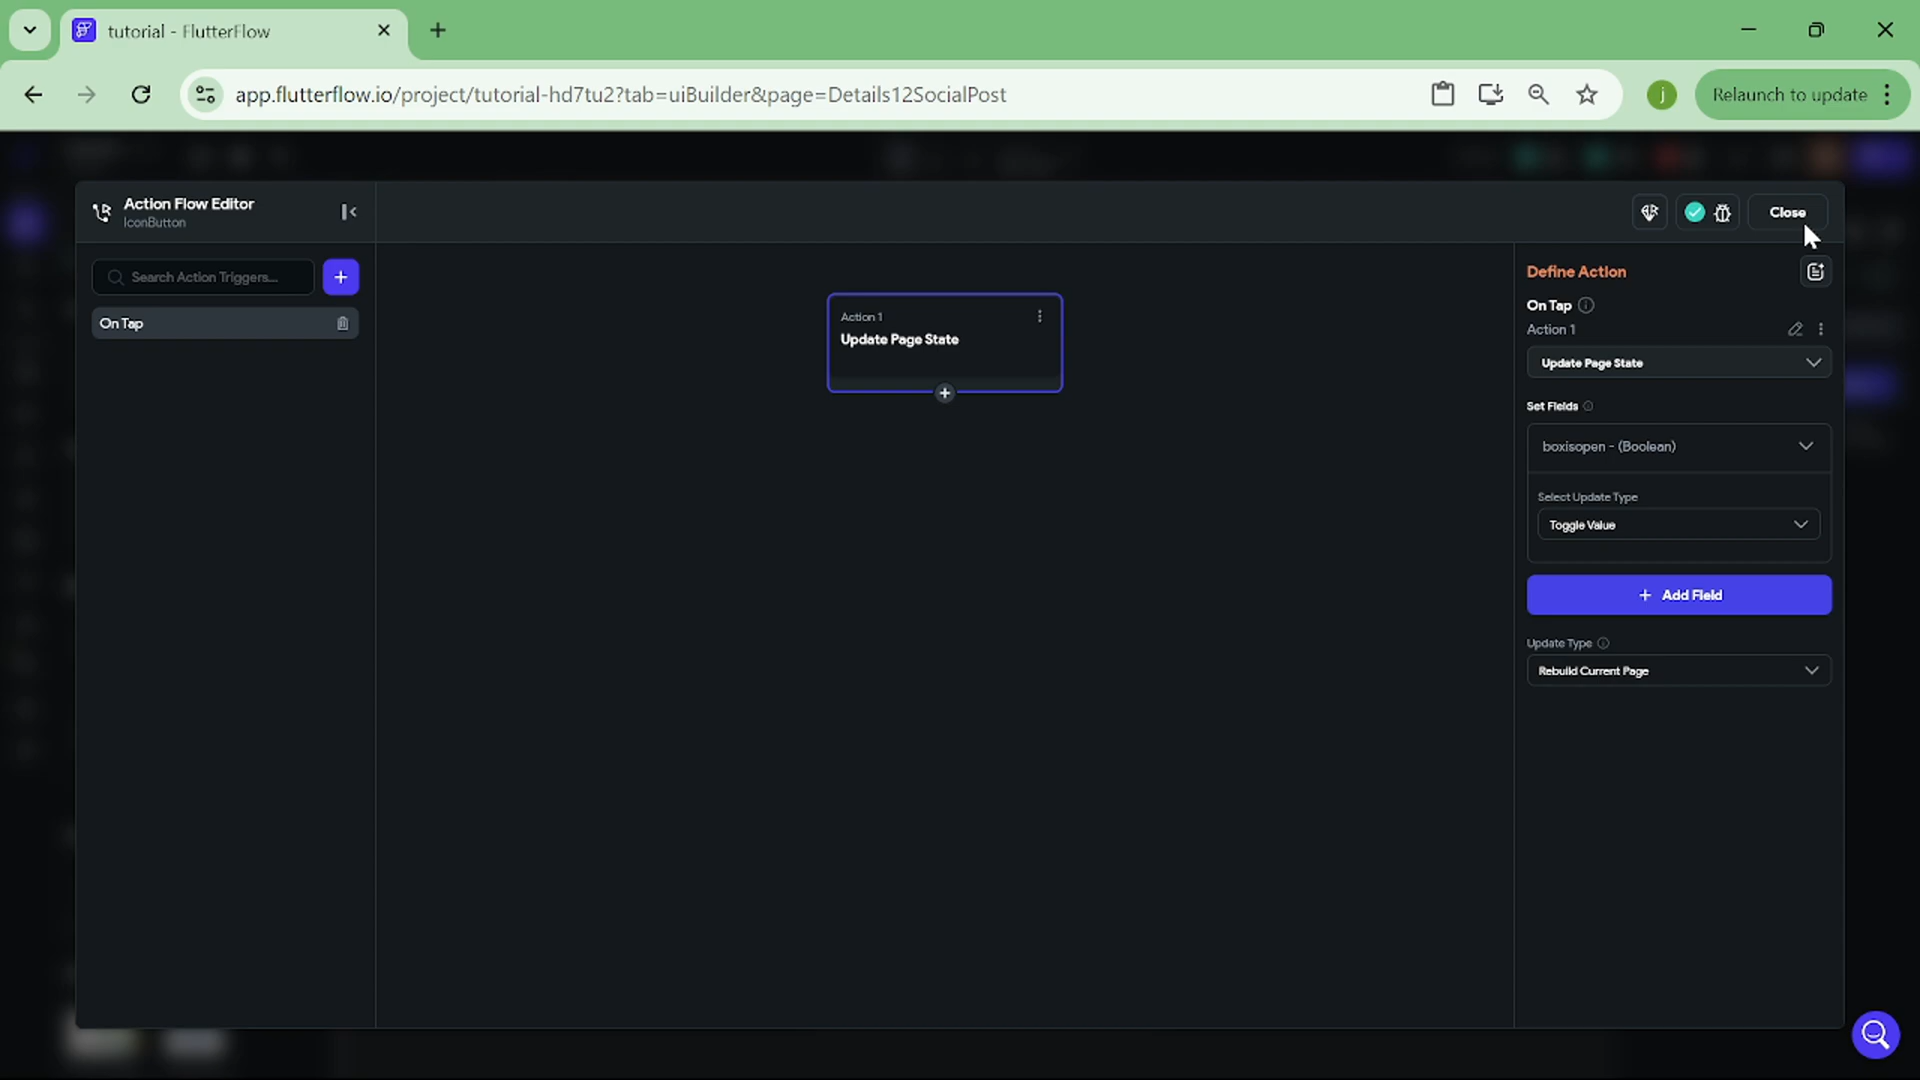 tutorial - FlutterFlow
app.flutterflow.io/project/tutorial-hd7tu2?tab=uiBuilder&page=Details12SocialPost
j
Relaunch to update
Action Flow Editor
IconButton
Close
Search Action Triggers...
On Tap
Action 1
Update Page State
Define Action
On Tap
Action 1
Update Page State
Set Fields
boxisopen - (Boolean)
Select Update Type
Toggle Value
+ Add Field
Update Type
Rebuild Current Page